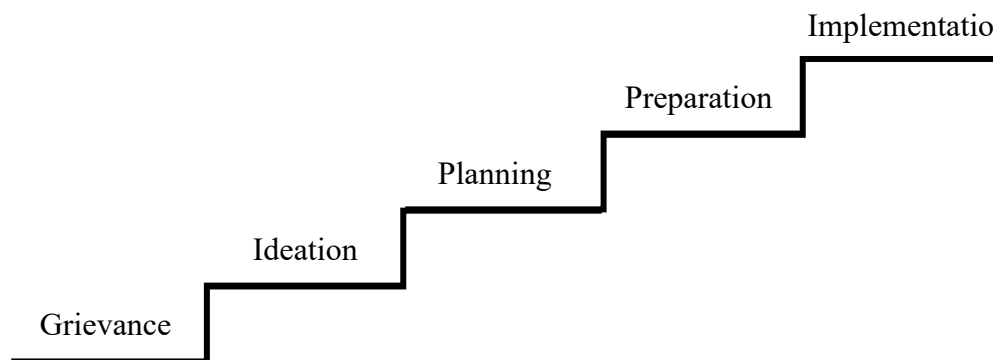 Implementatio
Preparation
Planning
Ideation
Grievance